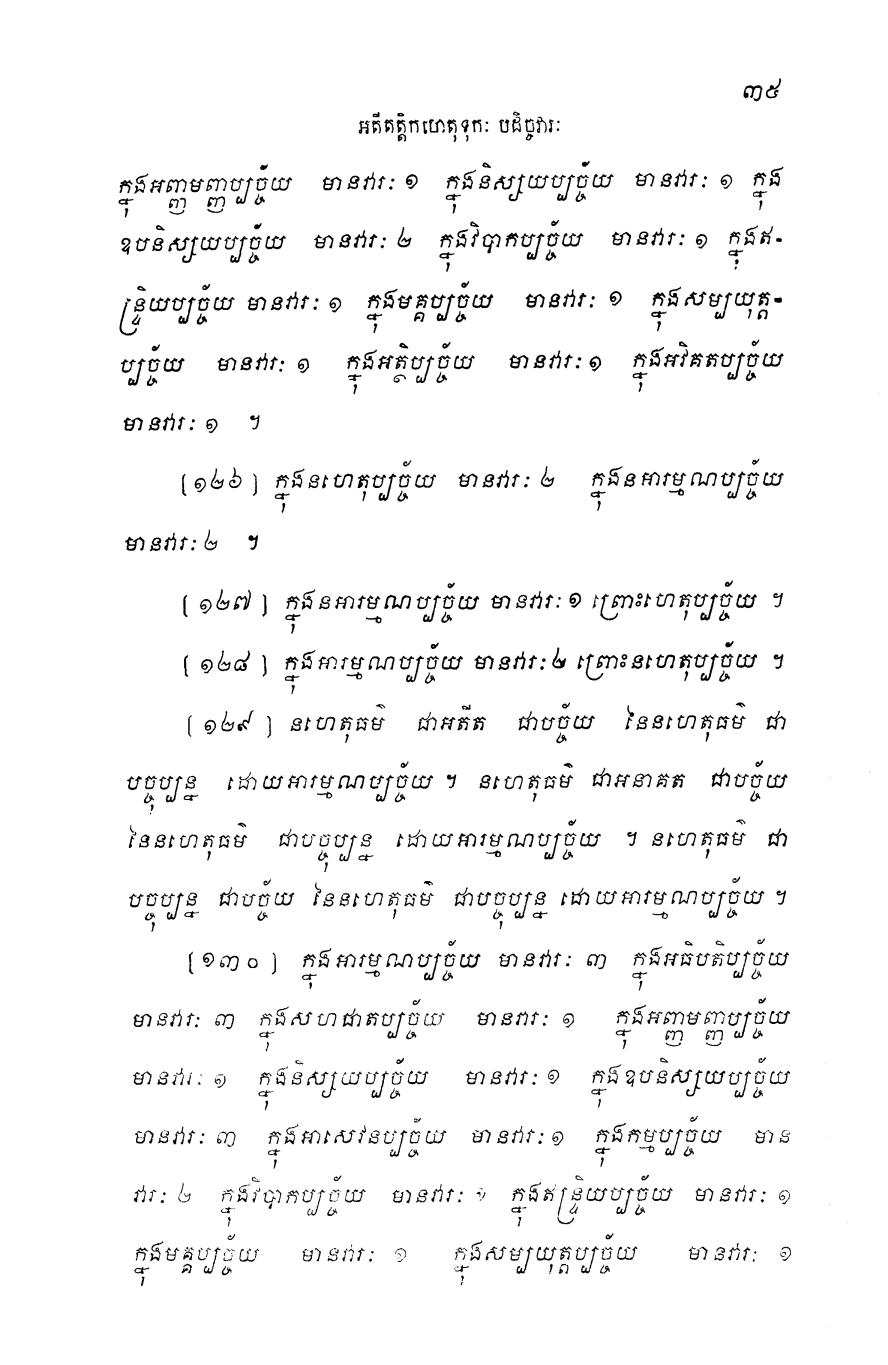 ៣៥
អតីតត្តិកហេតុទុកៈ បដិច្ចវារៈ
ក្នុងអញ្ញមញ្ញប្បច្ច័យ មានវារៈ ១ ក្នុងនិស្សយប្បច្ច័យ មានវារៈ ១ ក្នុង
ឧបនិស្សយប្បច្ច័យ មានវារៈ ២ ក្នុងវិបាកប្បច្ច័យ មានវារៈ ១ ក្នុងឥ-
ន្ទ្រិយប្បច្ច័យ មានវារៈ ១ ក្នុងមគ្គប្បច្ច័យ មានវារៈ ១ ក្នុងសម្បយុត្ត-
ប្បច្ច័យ មានវារៈ ១ ក្នុងអត្ថិប្បច្ច័យ មានវារៈ ១ ក្នុងអវិគតប្បច្ច័យ
មានវារៈ ១ ។
[១២៦] ក្នុងនហេតុប្បច្ច័យ មានវារៈ ២ ក្នុងនអារម្មណប្បច្ច័យ
មានវារៈ ២ ។
[១២៧] ក្នុងនអារម្មណប្បច្ច័យ មានវារៈ ១ ព្រោះហេតុប្បច្ច័យ ។
[១២៨] ក្នុងអារម្មណប្បច្ច័យ មានវារៈ ២ ព្រោះនហេតុប្បច្ច័យ ។
[១២៩] នហេតុធម៌ ជាអតីត ជាបច្ច័យ នៃនហេតុធម៌ ជា
បច្ចុប្បន្ន ដោយអារម្មណប្បច្ច័យ ។ នហេតុធម៌ ជាអនាគត ជាបច្ច័យ
នៃនហេតុធម៌ ជាបច្ចុប្បន្ន ដោយអារម្មណប្បច្ច័យ ។ នហេតុធម៌ ជា
បច្ចុប្បន្ន ជាបច្ច័យ នៃនហេតុធម៌ ជាបច្ចុប្បន្ន ដោយអារម្មណប្បច្ច័យ ។
[១៣០] ក្នុងអារម្មណប្បច្ច័យ មានវារៈ ៣ ក្នុងអធិបតិប្បច្ច័យ
មានវារៈ ៣ ក្នុងសហជាតប្បច្ច័យ មានវារៈ ១ ក្នុងអញ្ញមញ្ញប្បច្ច័យ
មានវារៈ ១ ក្នុងនិស្សយប្បច្ច័យ មានវារៈ ១ ក្នុងឧបនិស្សយប្បច្ច័យ
មានវារៈ ៣ ក្នុងអាសេវនប្បច្ច័យ មានវារៈ ១ ក្នុងកម្មប្បច្ច័យ មាន
វារៈ ២ ក្នុងវិបាកប្បច្ច័យ មានវារៈ ១ ក្នុងឥន្ទ្រិយប្បច្ច័យ មានវារៈ ១
ក្នុងមគ្គប្បច្ច័យ មានវារៈ ១ ក្នុងសម្បយុត្តប្បច្ច័យ មានវារៈ ១